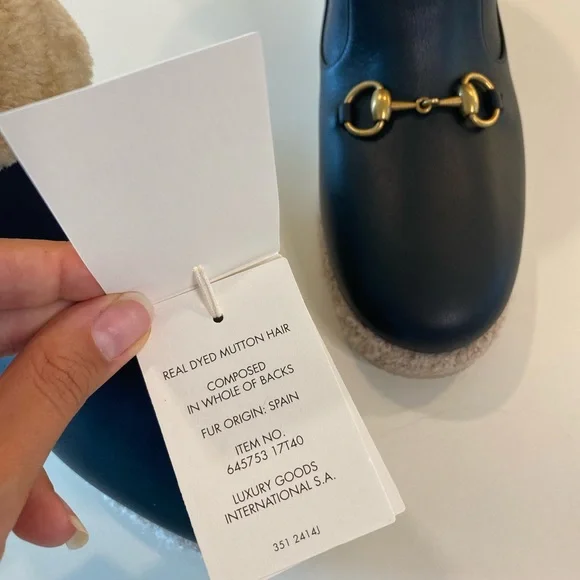 REAL DYED MUTTON HAIR
COMPOSED
IN WHOLE OF BACKS
FUR ORIGIN: SPAIN
ITEM NO.
645753 17T40
LUXURY GOODS
INTERNATIONAL S.A.
351 2414J